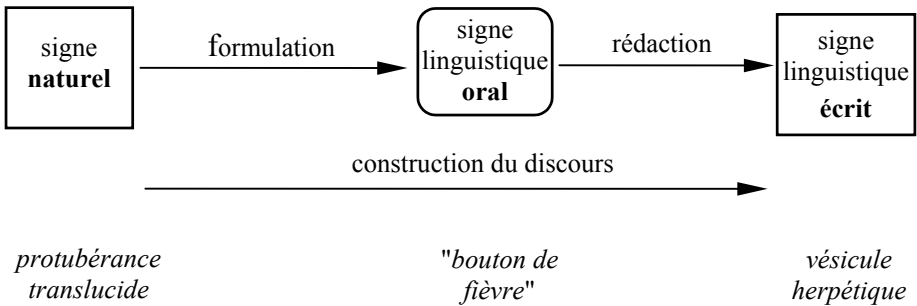 signe
naturel
formulation
signe
linguistique
oral
rédaction
signe
linguistique
écrit
construction du discours
protubérance
translucide
"bouton de
fièvre"
vésicule
herpétique